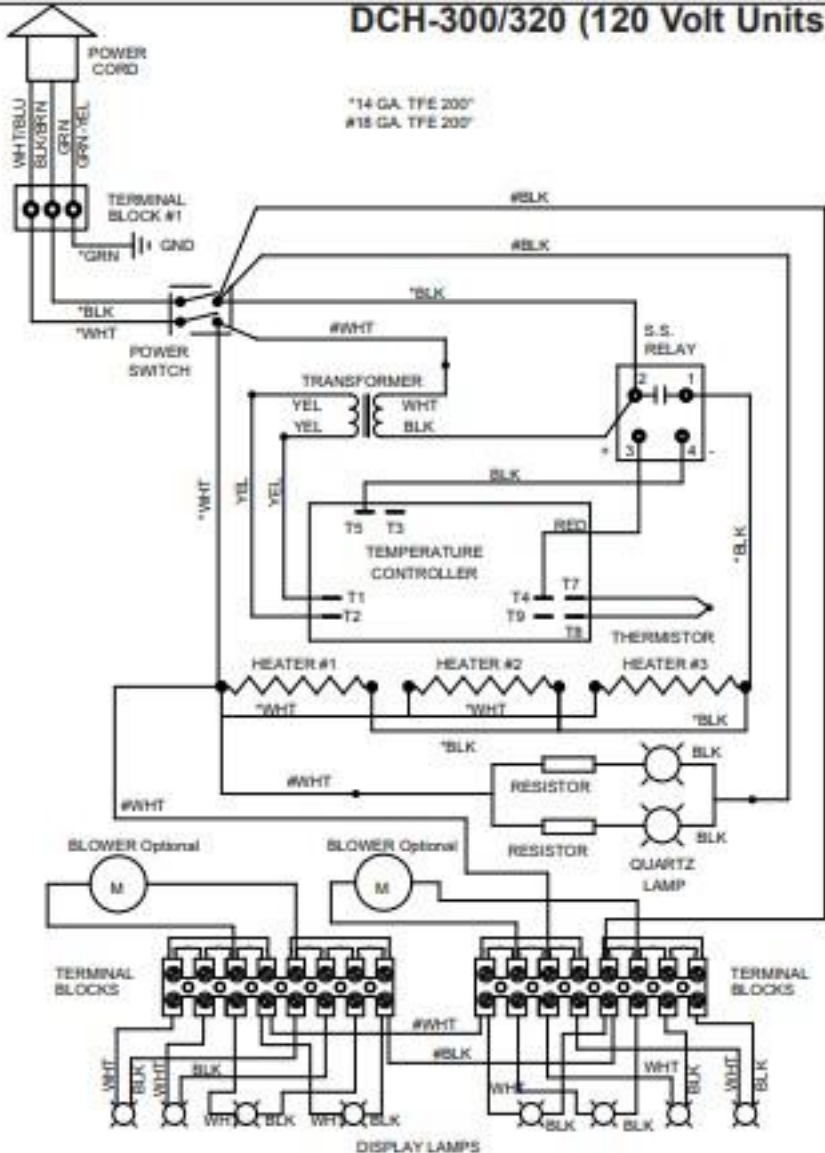 DCH-300/320 (120 Volt Units
POWER
CORD
*14 GA. TFE 200°
#18 GA. TFE 200°
WHT/BLU
BLK/BRN
GRN
GRN-YEL
TERMINAL
BLOCK #1
*GRN
GND
#BLK
#BLK
*BLK
*BLK
*WHT
#WHT
POWER
SWITCH
S.S.
RELAY
TRANSFORMER
2 1
YEL WHT
YEL BLK
+ 3 4 -
*WHT
YEL
YEL
BLK
*BLK
T5 T3
RED
TEMPERATURE
CONTROLLER
T1
T2
T4 T7
T9
T8
THERMISTOR
HEATER #1 HEATER #2 HEATER #3
*WHT *WHT
*BLK
*BLK
BLK
#WHT
RESISTOR
#WHT
BLK
RESISTOR
QUARTZ
LAMP
BLOWER Optional BLOWER Optional
M M
TERMINAL
BLOCKS
TERMINAL
BLOCKS
#WHT
#BLK
WHT
BLK
WHT
BLK
WHT
BLK
WHT
BLK
WHT
BLK
BLK
WHT
BLK
WHT
BLK
DISPLAY LAMPS